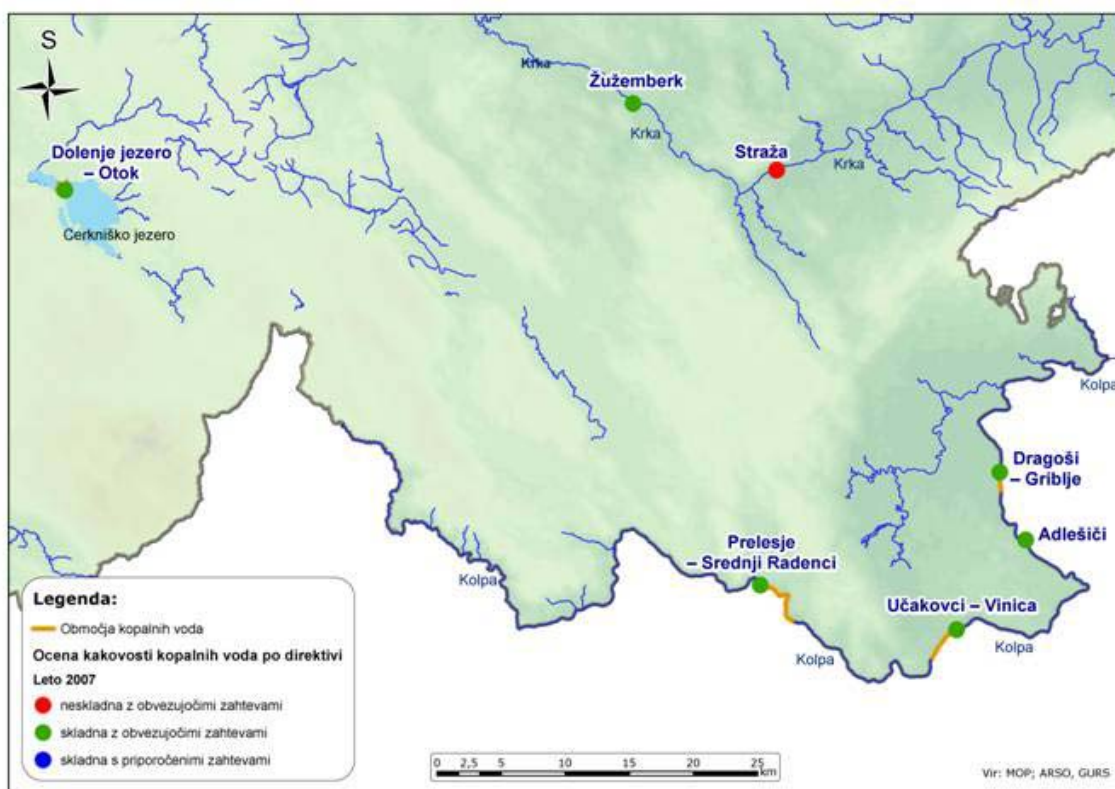 S
Krka
Žužemberk
Krka
Straža
Krka
Dolenje jezero
– Otok
Cerkniško jezero
Kolpa
Dragoši
– Griblje
Adlešiči
Prelesje
– Srednji Radenci
Kolpa
Učakovci – Vinica
Kolpa
Kolpa
Legenda:
Območja kopalnih voda
Ocena kakovosti kopalnih voda po direktivi
Leto 2007
neskladna z obvezujočimi zahtevami
skladna z obvezujočimi zahtevami
skladna s priporočenimi zahtevami
0 2,5 5 10 15 20 25
km
Vir: MOP; ARSO, GURS